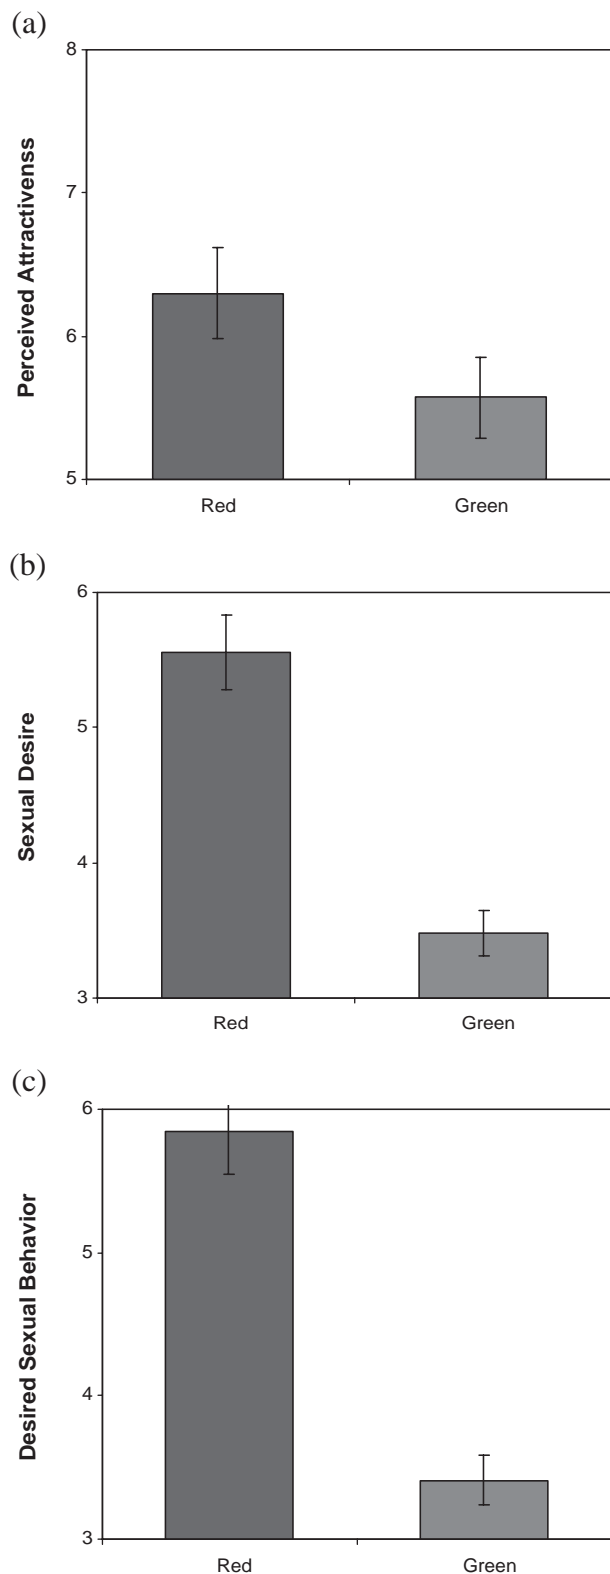 (a)
8
7
6
5
Perceived Attractivenss
Red
Green
(b)
6
5
4
3
Sexual Desire
Red
Green
(c)
6
5
4
3
Desired Sexual Behavior
Red
Green